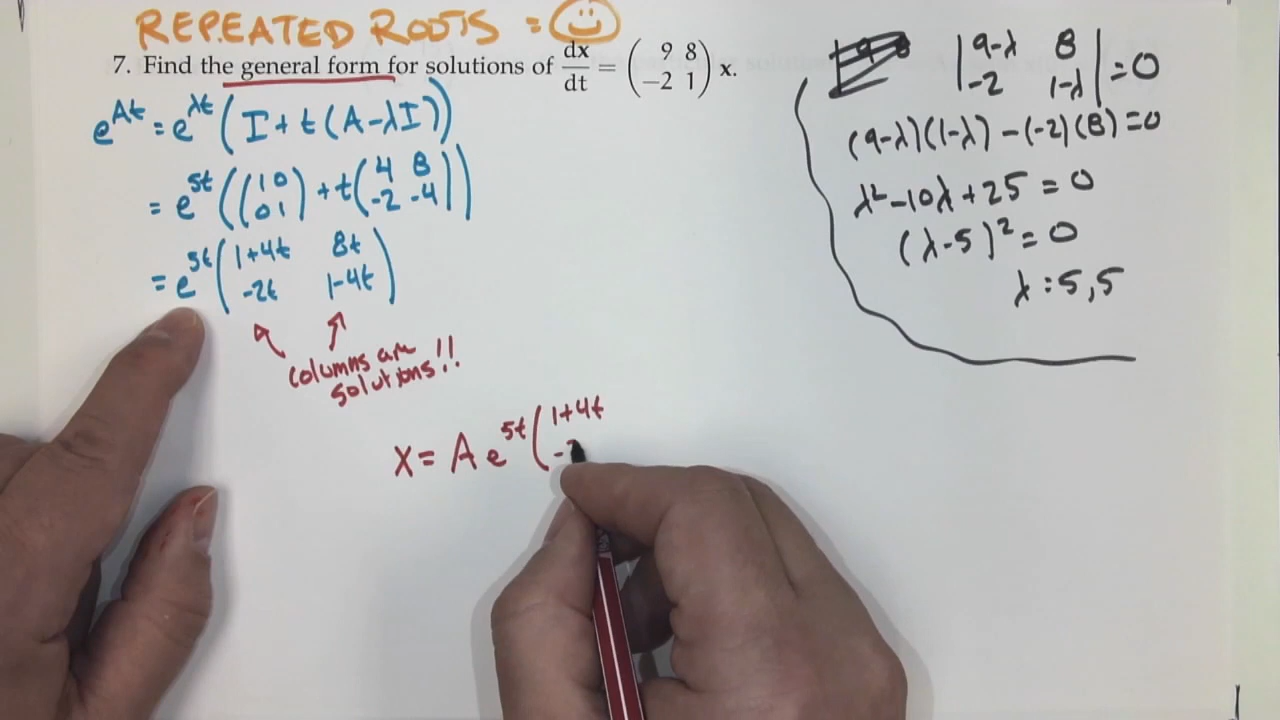 REPEATED ROOTS = ☺
7. Find the general form for solutions of dx/dt = ( 9 8 ; -2 1 ) x.
e^{At} = e^{λt} ( I + t ( A - λI ) )
= e^{5t} ( ( 1 0 ; 0 1 ) + t ( 4 8 ; -2 -4 ) )
= e^{5t} ( 1+4t 8t ; -2t 1-4t )
columns are
solutions!!
x = A e^{5t} ( 1+4t
-2
| 9-λ 8 ; -2 1-λ | = 0
(9-λ)(1-λ) - (-2)(8) = 0
λ² - 10λ + 25 = 0
(λ-5)² = 0
λ : 5, 5